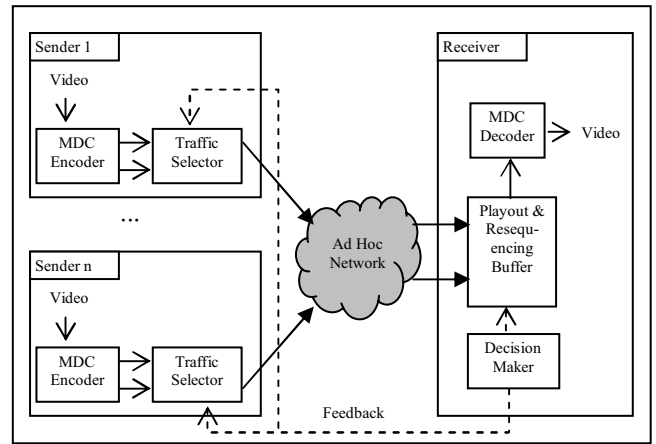 Sender 1
Video
MDC
Encoder
Traffic
Selector
...
Sender n
Video
MDC
Encoder
Traffic
Selector
Ad Hoc
Network
Feedback
Receiver
MDC
Decoder
Video
Playout &
Resequ-
encing
Buffer
Decision
Maker